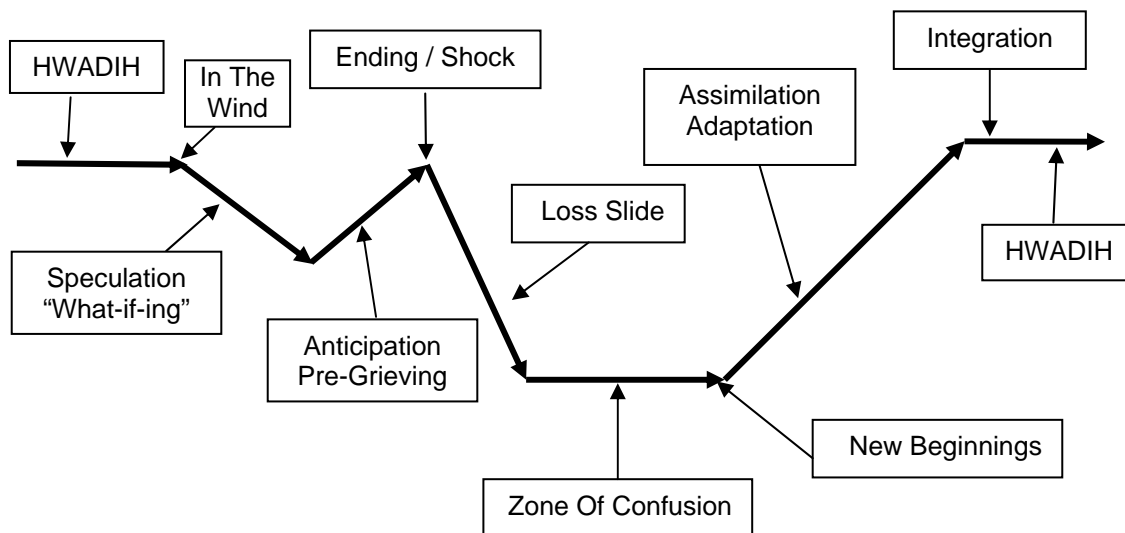 HWADIH
In The
Wind
Ending / Shock
Integration
Assimilation
Adaptation
Loss Slide
HWADIH
Speculation
“What-if-ing”
Anticipation
Pre-Grieving
New Beginnings
Zone Of Confusion